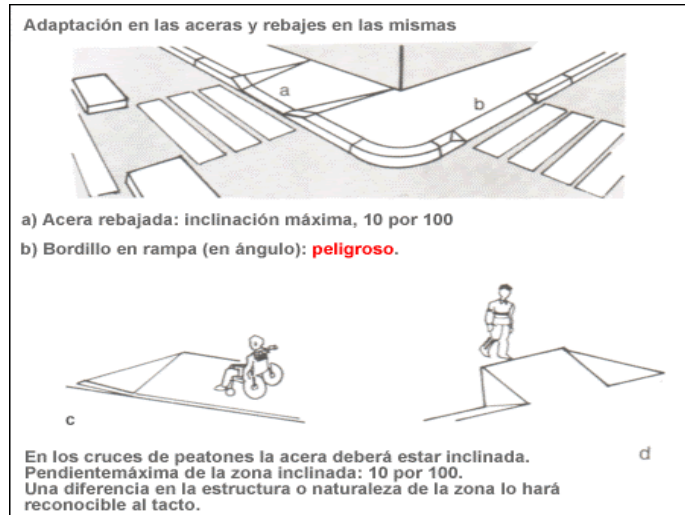 Adaptación en las aceras y rebajes en las mismas
a
b
a) Acera rebajada: inclinación máxima, 10 por 100
b) Bordillo en rampa (en ángulo): peligroso.
c
d
En los cruces de peatones la acera deberá estar inclinada.
Pendientemáxima de la zona inclinada: 10 por 100.
Una diferencia en la estructura o naturaleza de la zona lo hará
reconocible al tacto.